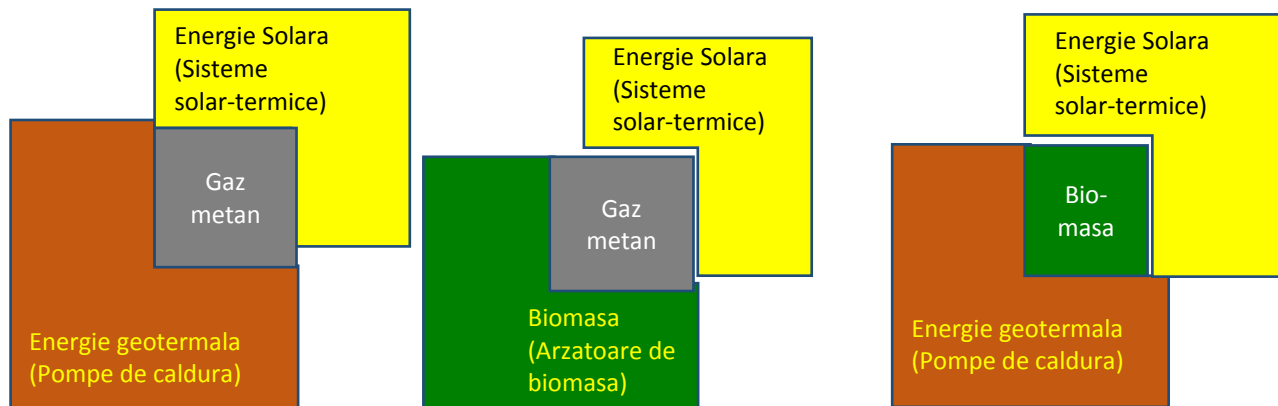 Energie Solara
(Sisteme
solar-termice)
Gaz
metan
Energie geotermala
(Pompe de caldura)
Energie Solara
(Sisteme
solar-termice)
Gaz
metan
Biomasa
(Arzatoare de
biomasa)
Energie Solara
(Sisteme
solar-termice)
Bio-
masa
Energie geotermala
(Pompe de caldura)